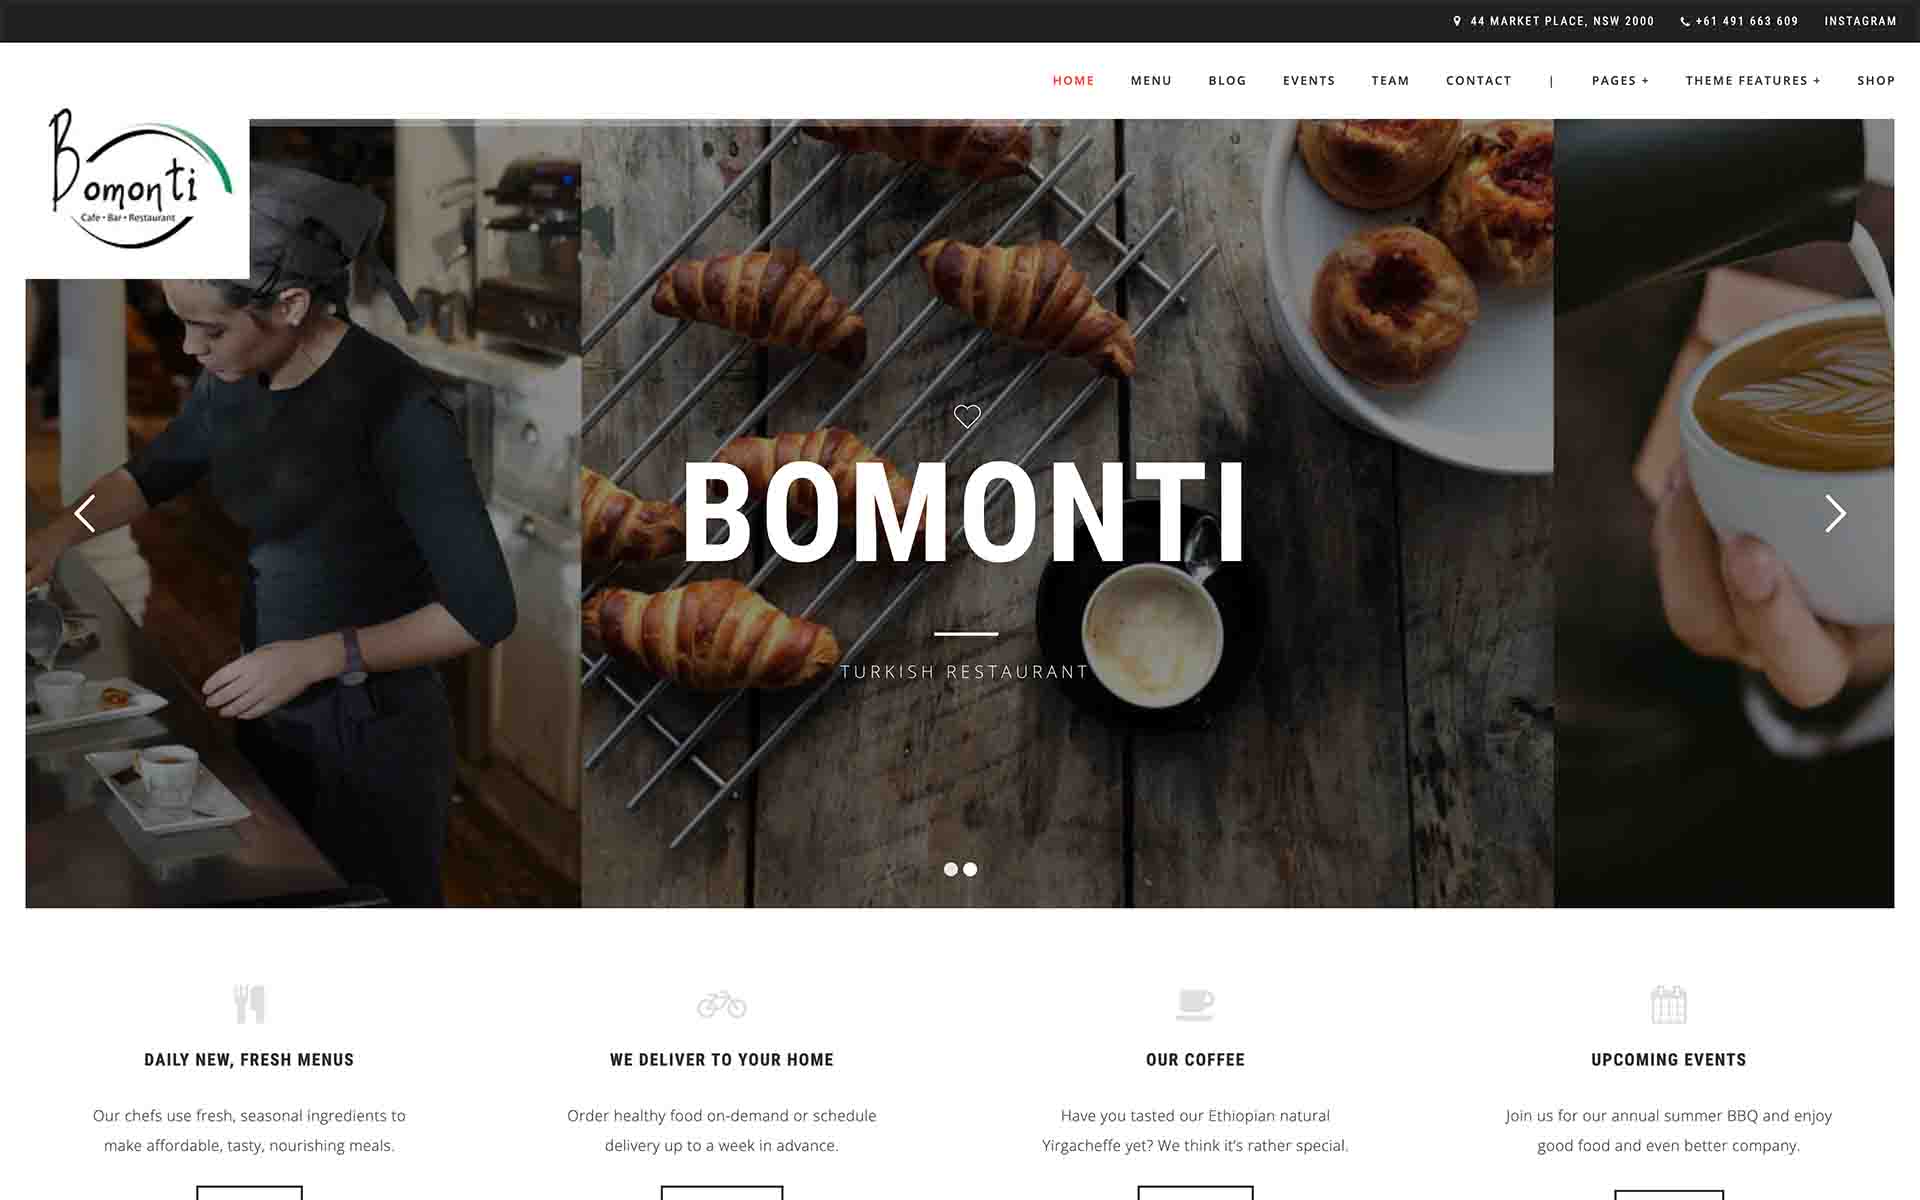 44 MARKET PLACE, NSW 2000 +61 491 663 609 INSTAGRAM
HOME MENU BLOG EVENTS TEAM CONTACT | PAGES + THEME FEATURES + SHOP
Bomonti
Cafe • Bar • Restaurant
BOMONTI
TURKISH RESTAURANT
DAILY NEW, FRESH MENUS
Our chefs use fresh, seasonal ingredients to
make affordable, tasty, nourishing meals.
WE DELIVER TO YOUR HOME
Order healthy food on-demand or schedule
delivery up to a week in advance.
OUR COFFEE
Have you tasted our Ethiopian natural
Yirgacheffe yet? We think it's rather special.
UPCOMING EVENTS
Join us for our annual summer BBQ and enjoy
good food and even better company.